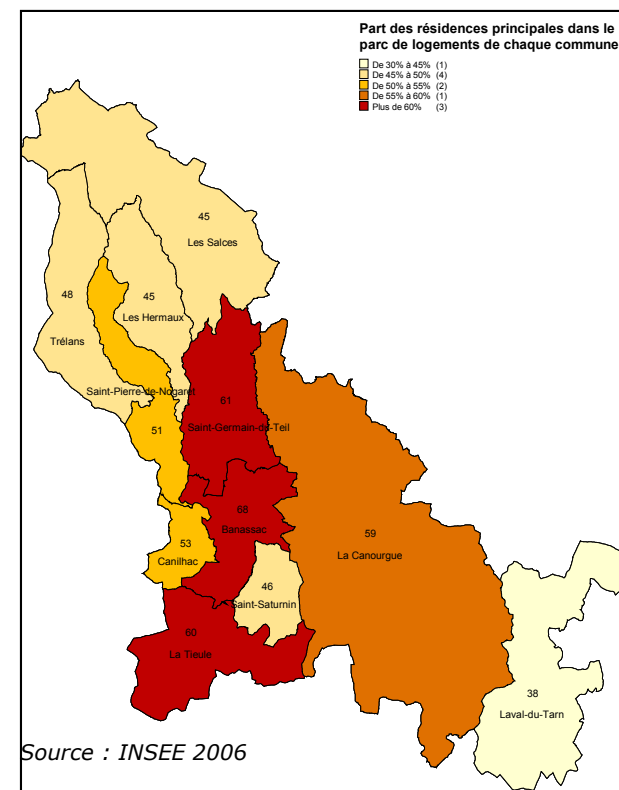 Part des résidences principales dans le
parc de logements de chaque commune
De 30% à 45% (1)
De 45% à 50% (4)
De 50% à 55% (2)
De 55% à 60% (1)
Plus de 60% (3)
45
Les Salces
48
Trélans
45
Les Hermaux
Saint-Pierre-de-Nogaret
51
61
Saint-Germain-du-Teil
68
Banassac
59
La Canourgue
53
Canilhac
46
Saint-Saturnin
60
La Tieule
38
Laval-du-Tarn
Source : INSEE 2006